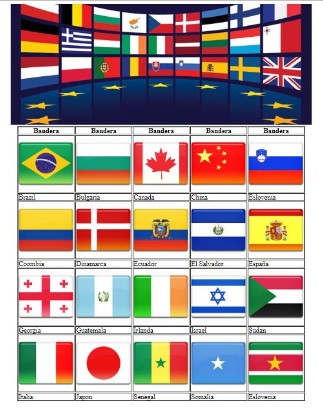 Bandera Bandera Bandera Bandera Bandera
Brazil Bulgaria Canada China Eslovenia
Coombia Dinamarca Ecuador El Salvador España
Georgia Guatemala Irlanda Israel Sudan
Italia Japon Senegal Somalia Eslovenia